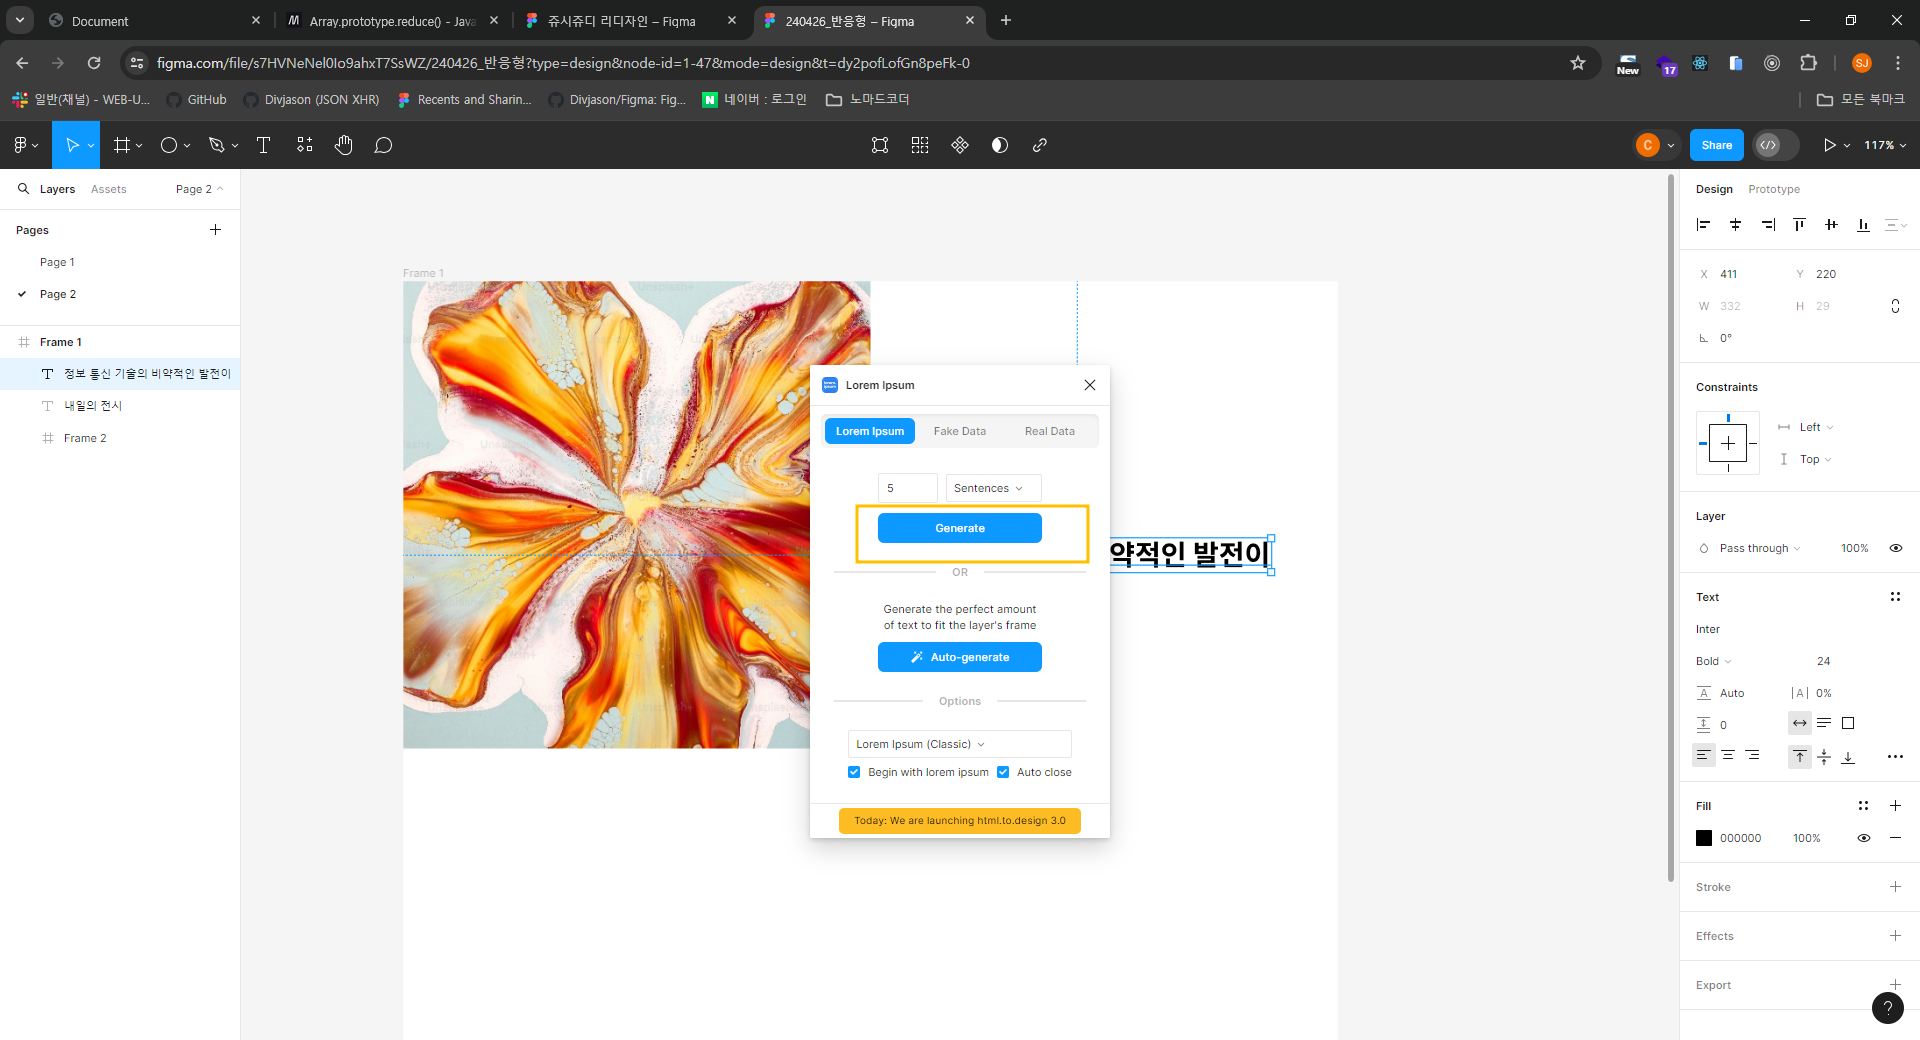 Document
Array.prototype.reduce() - Java
쥬시쥬디 리디자인 – Figma
240426_반응형 – Figma
figma.com/file/s7HVNeNel0Io9ahxT7SsWZ/240426_반응형?type=design&node-id=1-47&mode=design&t=dy2pofLofGn8peFk-0
New
17
SJ
일반(채널) - WEB-U...
GitHub
Divjason (JSON XHR)
Recents and Sharin...
Divjason/Figma: Fig...
N 네이버 : 로그인
노마드코더
모든 북마크
C
Share
117%
Layers
Assets
Page 2
Pages
Page 1
Page 2
Frame 1
정보 통신 기술의 비약적인 발전이
내일의 전시
Frame 2
Frame 1
약적인 발전이
Lorem Ipsum
Lorem Ipsum
Fake Data
Real Data
5
Sentences
Generate
OR
Generate the perfect amount
of text to fit the layer's frame
Auto-generate
Options
Lorem Ipsum (Classic)
Begin with lorem ipsum
Auto close
Today: We are launching html.to.design 3.0
Design
Prototype
X 411
Y 220
W 332
H 29
0°
Constraints
Left
Top
Layer
Pass through
100%
Text
Inter
Bold
24
Auto
|A| 0%
0
Fill
000000
100%
Stroke
Effects
Export
?